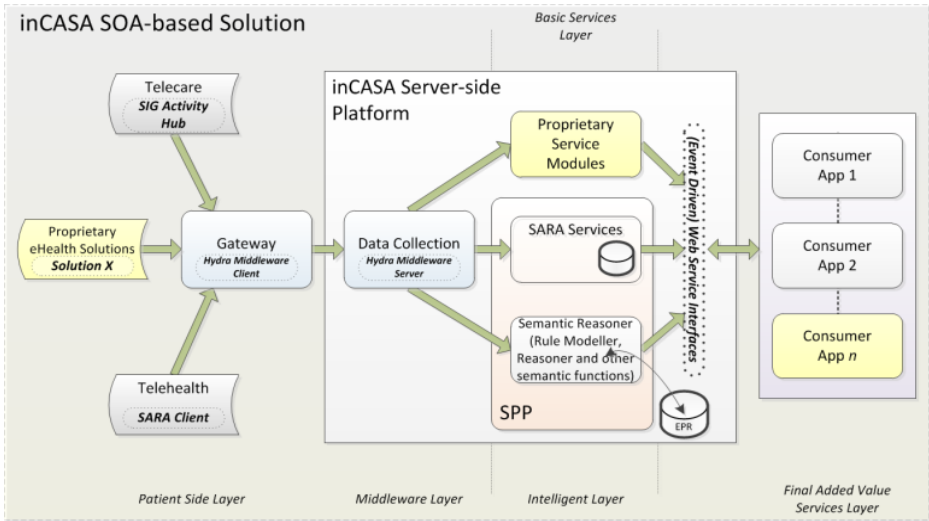 inCASA SOA-based Solution
Basic Services
Layer
Telecare
SIG Activity
Hub
Proprietary
eHealth Solutions
Solution X
Gateway
Hydra Middleware
Client
Telehealth
SARA Client
inCASA Server-side
Platform
Data Collection
Hydra Middleware
Server
Proprietary
Service
Modules
SARA Services
Semantic Reasoner
(Rule Modeller,
Reasoner and other
semantic functions)
SPP
EPR
(Event Driven) Web Service Interfaces
Consumer
App 1
Consumer
App 2
Consumer
App n
Patient Side Layer
Middleware Layer
Intelligent Layer
Final Added Value
Services Layer